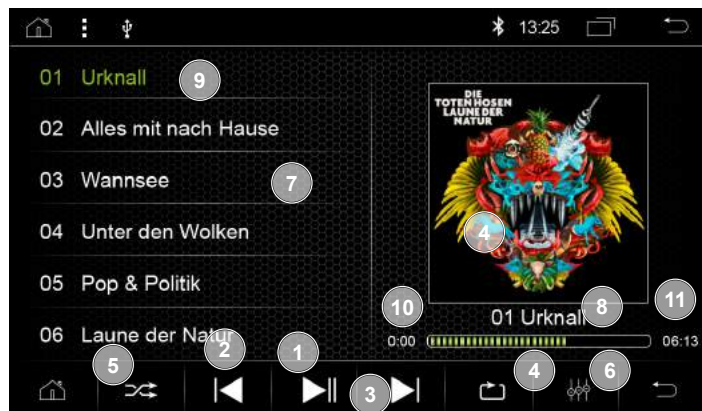 13:25
01 Urknall
9
02 Alles mit nach Hause
03 Wannsee
7
04 Unter den Wolken
05 Pop & Politik
06 Laune der Natur
DIE
TOTEN HOSEN
LAUNE DER
NATUR
4
10
01 Urknall
8
11
0:00
06:13
5
2
1
3
4
6